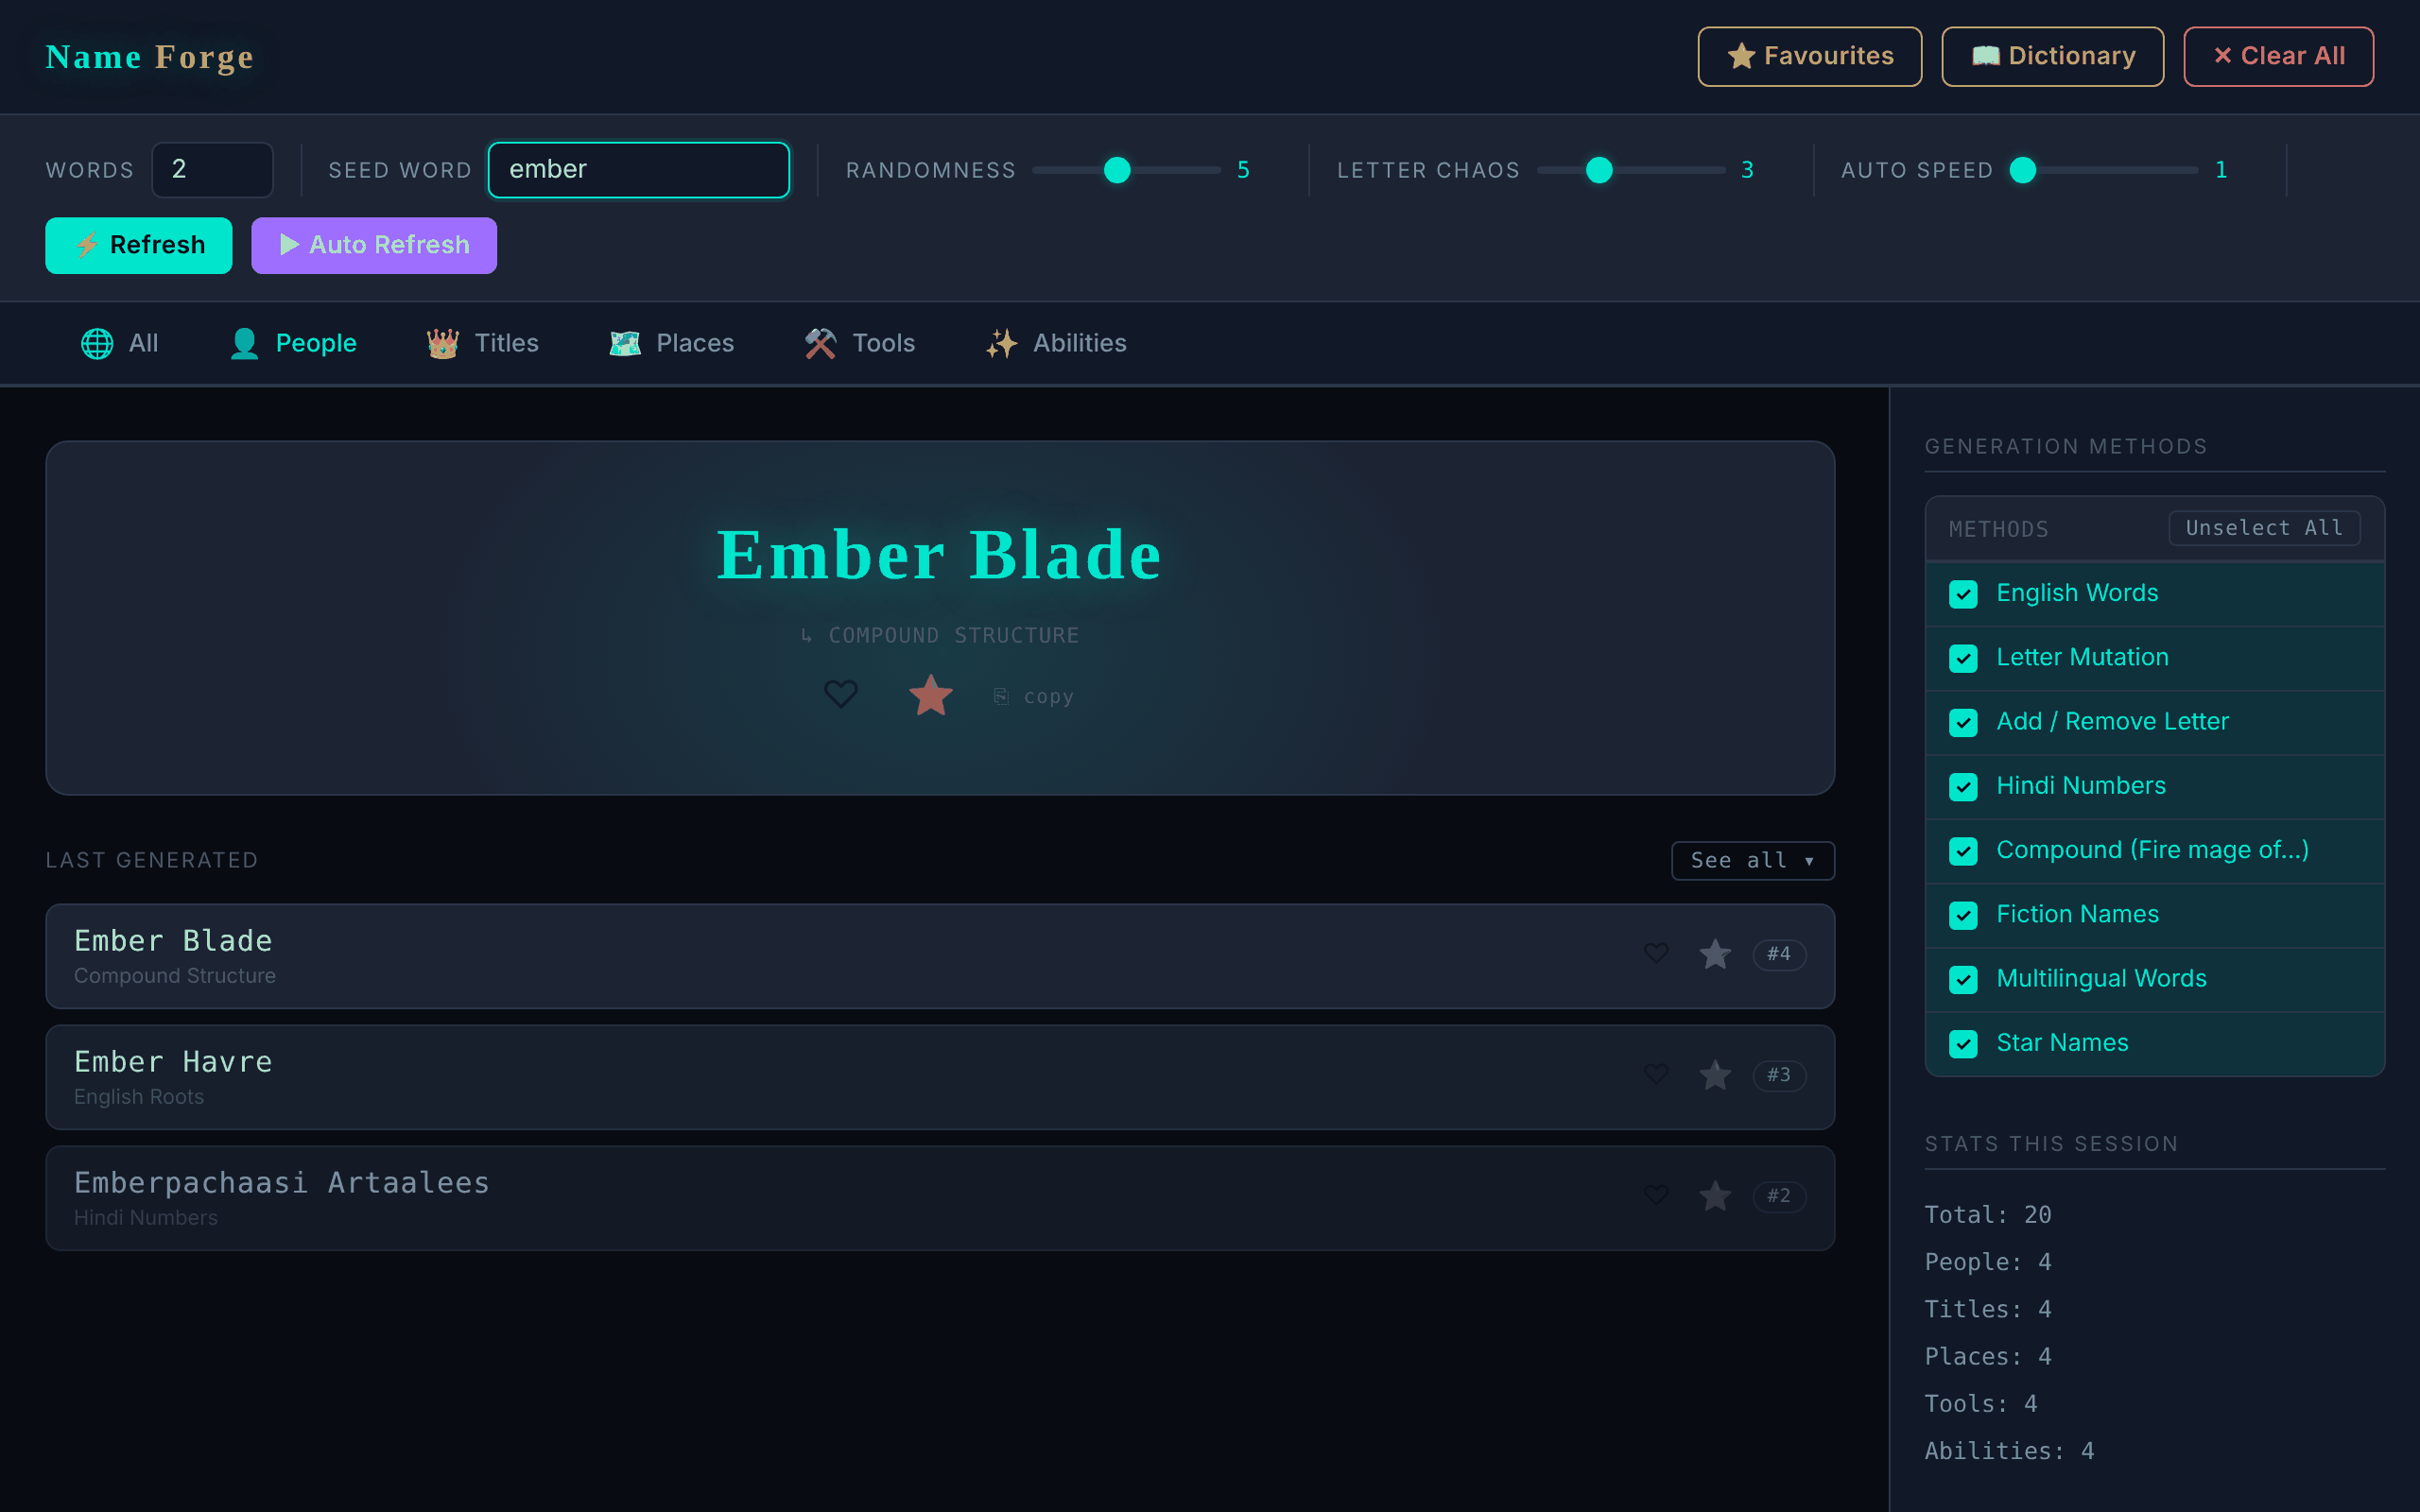 Name Forge
⭐ Favourites
📖 Dictionary
✕ Clear All
WORDS 2
SEED WORD ember
RANDOMNESS 5
LETTER CHAOS 3
AUTO SPEED 1
⚡ Refresh
▶ Auto Refresh
🌐 All
👤 People
👑 Titles
🗺️ Places
⚒️ Tools
✨ Abilities
Ember Blade
↳ COMPOUND STRUCTURE
♡ ⭐ ⎘ copy
LAST GENERATED
See all ▾
Ember Blade
Compound Structure
#4
Ember Havre
English Roots
#3
Emberpachaasi Artaalees
Hindi Numbers
#2
GENERATION METHODS
METHODS
Unselect All
English Words
Letter Mutation
Add / Remove Letter
Hindi Numbers
Compound (Fire mage of...)
Fiction Names
Multilingual Words
Star Names
STATS THIS SESSION
Total: 20
People: 4
Titles: 4
Places: 4
Tools: 4
Abilities: 4